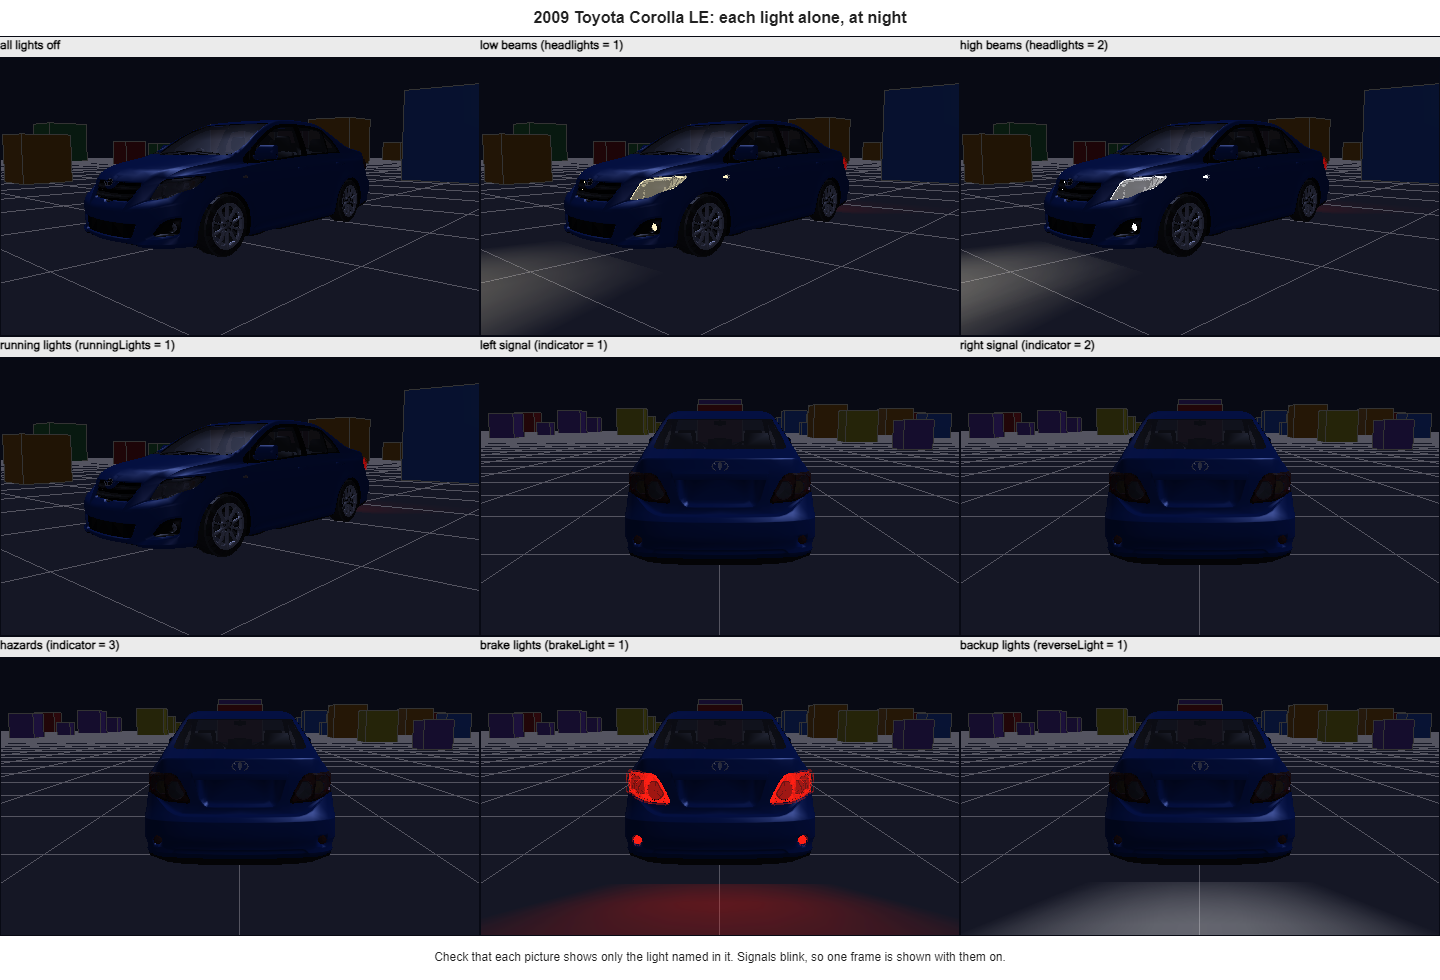 2009 Toyota Corolla LE: each light alone, at night
all lights off
low beams (headlights = 1)
high beams (headlights = 2)
running lights (runningLights = 1)
left signal (indicator = 1)
right signal (indicator = 2)
hazards (indicator = 3)
brake lights (brakeLight = 1)
backup lights (reverseLight = 1)
Check that each picture shows only the light named in it. Signals blink, so one frame is shown with them on.